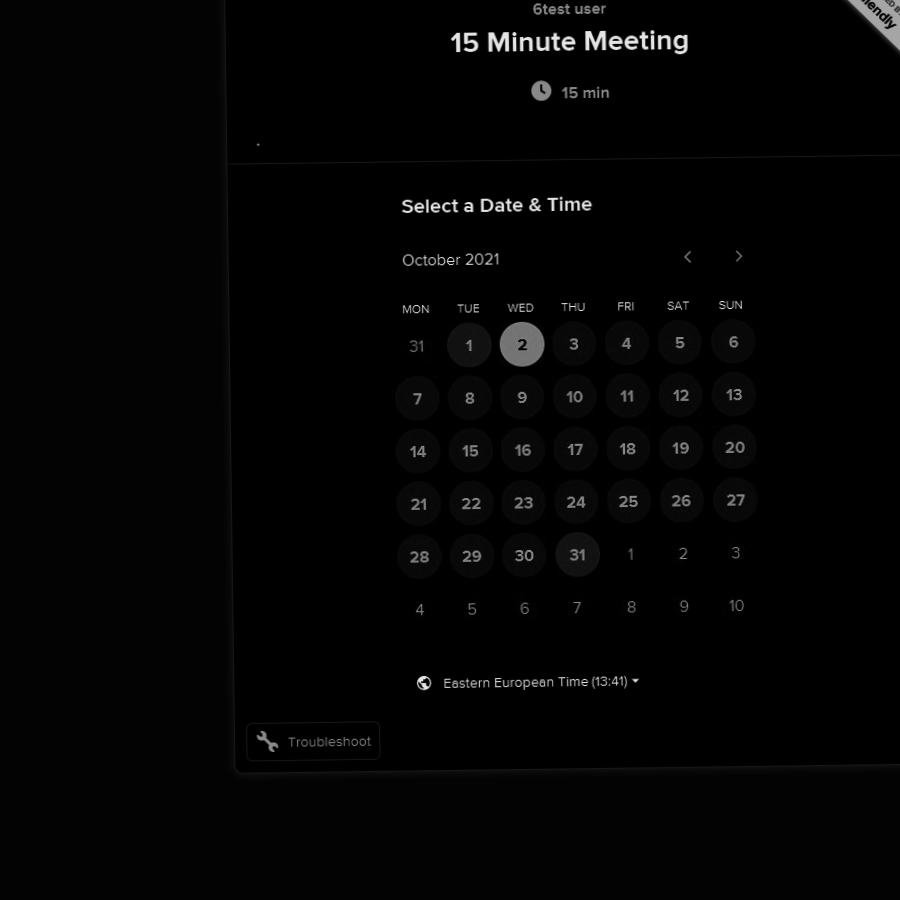 6test user
15 Minute Meeting
15 min
Select a Date & Time
October 2021
MON TUE WED THU FRI SAT SUN
31 1 2 3 4 5 6
7 8 9 10 11 12 13
14 15 16 17 18 19 20
21 22 23 24 25 26 27
28 29 30 31 1 2 3
4 5 6 7 8 9 10
Eastern European Time (13:41)
Troubleshoot